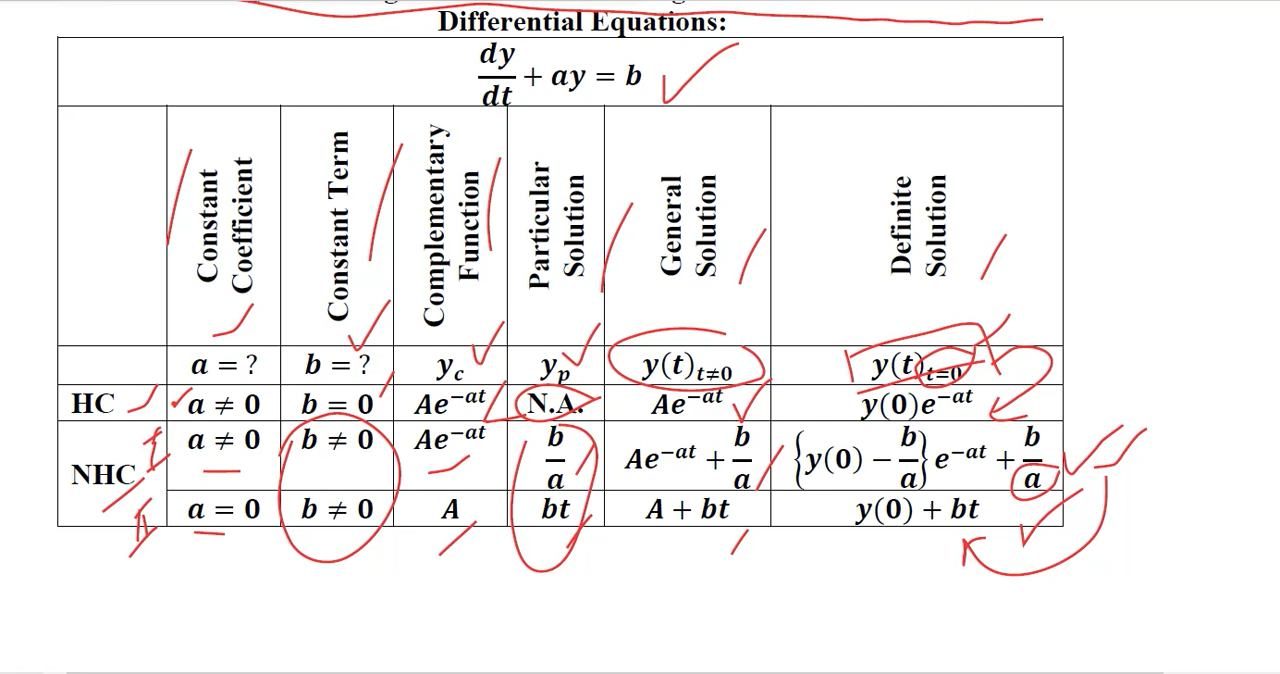 Differential Equations:
dy/dt + ay = b
Constant Coefficient
Constant Term
Complementary Function
Particular Solution
General Solution
Definite Solution
a = ? b = ? y_c y_p y(t)_{t≠0} y(t)_{t=0}
HC a ≠ 0 b = 0 Ae^{-at} N.A. Ae^{-at} y(0)e^{-at}
NHC a ≠ 0 b ≠ 0 Ae^{-at} b/a Ae^{-at} + b/a {y(0) − b/a} e^{-at} + b/a
a = 0 b ≠ 0 A bt A + bt y(0) + bt